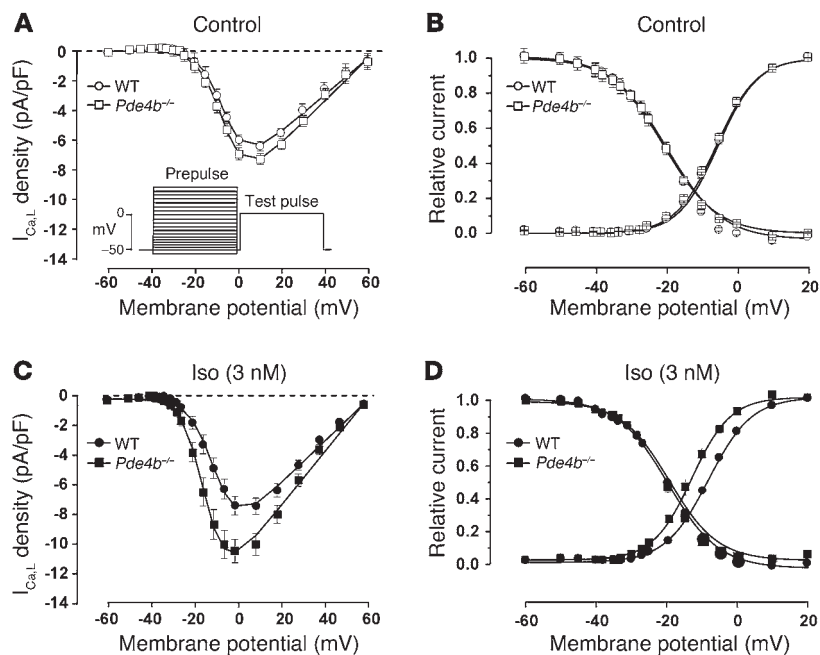 A
Control
0
-2
-4
-6
-8
-10
-12
-14
I_Ca,L density (pA/pF)
WT
Pde4b−/−
Prepulse
Test pulse
0
mV
−50
-60 -40 -20 0 20 40 60
Membrane potential (mV)
B
Control
1.0
0.8
0.6
0.4
0.2
0.0
Relative current
WT
Pde4b−/−
-60 -40 -20 0 20
Membrane potential (mV)
C
Iso (3 nM)
0
-2
-4
-6
-8
-10
-12
-14
I_Ca,L density (pA/pF)
WT
Pde4b−/−
-60 -40 -20 0 20 40 60
Membrane potential (mV)
D
Iso (3 nM)
1.0
0.8
0.6
0.4
0.2
0.0
Relative current
WT
Pde4b−/−
-60 -40 -20 0 20
Membrane potential (mV)